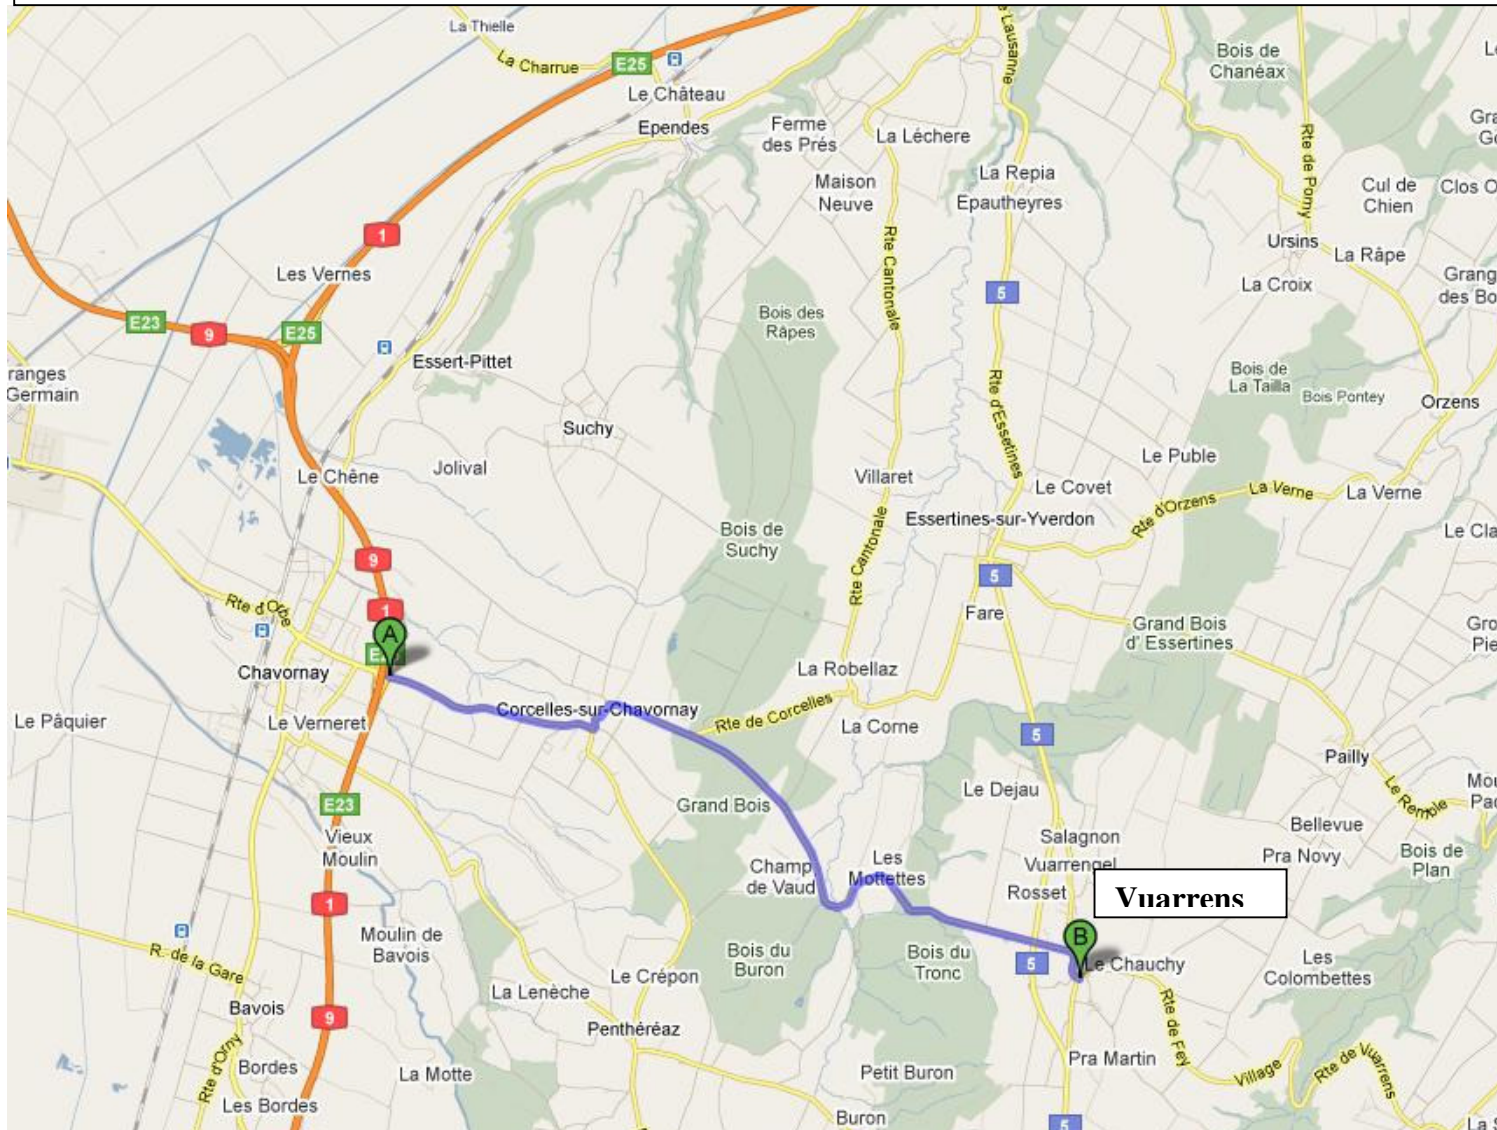 La Thielle
La Charrue
E25
Le Château
Ependes
Ferme
des Prés
La Léchere
Lausanne
Bois de
Chanéax
Maison
Neuve
La Repia
Epautheyres
Rte de Pomy
Cul de
Chien
Clos
1
Les Vernes
Rte Cantonale
Ursins
La Râpe
La Croix
Grang
des Bo
5
E23
9
E25
Bois des
Râpes
Essert-Pittet
ranges
Germain
Rte d'Essetines
Bois de
La Tailla
Bois Pontey
Orzens
Suchy
Jolival
Le Chêne
Villaret
Le Puble
Le Covet
La Verne
La Verne
Rte d'Orzens
Essertines-sur-Yverdon
Bois de
Suchy
Le Cla
9
Rte Cantonale
5
1
Rte d'Orbe
Fare
Grand Bois
d' Essertines
Gro
Pie
A
Chavornay
La Robellaz
Corcelles-sur-Chavornay
Rte de Corcelles
La Corne
Le Pâquier
Le Verneret
5
Pailly
E23
Grand Bois
Le Dejau
Le Remble
Vieux
Moulin
Salagnon
Vuarrengel
Rosset
Bellevue
Pra Novy
Bois de
Plan
Champ
de Vaud
Les
Mottettes
Vuarrens
1
Moulin de
Bavois
B
R. de la Gare
Bois du
Buron
Bois du
Tronc
5
Le Chauchy
Les
Colombettes
Le Crépon
La Lenèche
Bavois
9
Penthéréaz
Rte de Fey
Rte d'Orny
Bordes
La Motte
Petit Buron
Pra Martin
Village
Rte de Vuarrens
Les Bordes
Buron
5